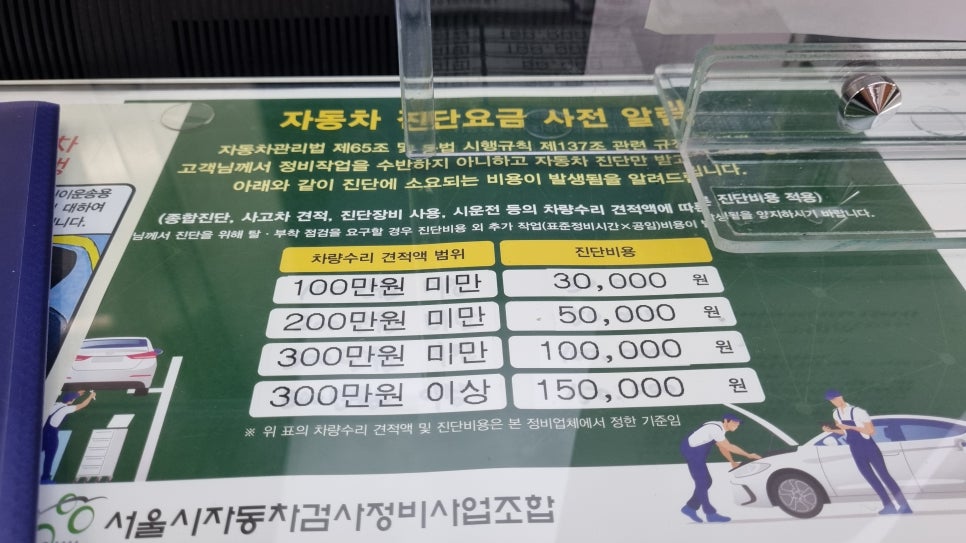 자동차 진단요금 사전 알림
자동차관리법 제65조 및 동법 시행규칙 제137조 관련
고객님께서 정비작업을 수반하지 아니하고 자동차 진단만 받고
아래와 같이 진단에 소요되는 비용이 발생됨을 알려드
(종합진단, 사고차 견적, 진단장비 사용, 시운전 등의 차량수리 견적액에 따른 진단비용 적용)
님께서 진단을 위해 탈·부착 점검을 요구할 경우 진단비용 외 추가 작업(표준정비시간×공임)비용이 발생될을 양지하시기 바랍니다.
차량수리 견적액 범위 진단비용
100만원 미만 30,000 원
200만원 미만 50,000 원
300만원 미만 100,000 원
300만원 이상 150,000 원
※ 위 표의 차량수리 견적액 및 진단비용은 본 정비업체에서 정한 기준임
서울시자동차검사정비사업조합
차
이운송용
대하여
니다.